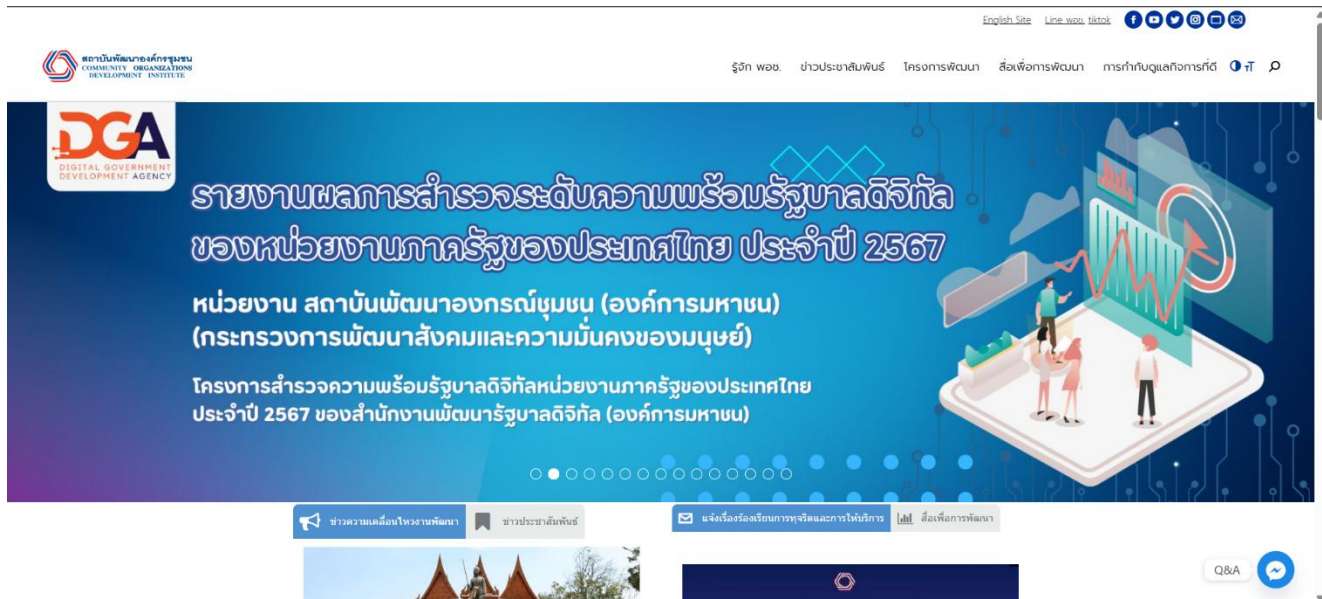 English Site Line พอช. tiktok
สถาบันพัฒนาองค์กรชุมชน
COMMUNITY ORGANIZATIONS
DEVELOPMENT INSTITUTE
รู้จัก พอช. ข่าวประชาสัมพันธ์ โครงการพัฒนา สื่อเพื่อการพัฒนา การกำกับดูแลกิจการที่ดี
DGA
DIGITAL GOVERNMENT
DEVELOPMENT AGENCY
รายงานผลการสำรวจระดับความพร้อมรัฐบาลดิจิทัล
ของหน่วยงานภาครัฐของประเทศไทย ประจำปี 2567
หน่วยงาน สถาบันพัฒนาองกรณ์ชุมชน (องค์การมหาชน)
(กระทรวงการพัฒนาสังคมและความมั่นคงของมนุษย์)
โครงการสำรวจความพร้อมรัฐบาลดิจิทัลหน่วยงานภาครัฐของประเทศไทย
ประจำปี 2567 ของสำนักงานพัฒนารัฐบาลดิจิทัล (องค์การมหาชน)
ข่าวความเคลื่อนไหวงานพัฒนา ข่าวประชาสัมพันธ์ แจ้งเรื่องร้องเรียนการทุจริตและการให้บริการ สื่อเพื่อการพัฒนา
Q&A